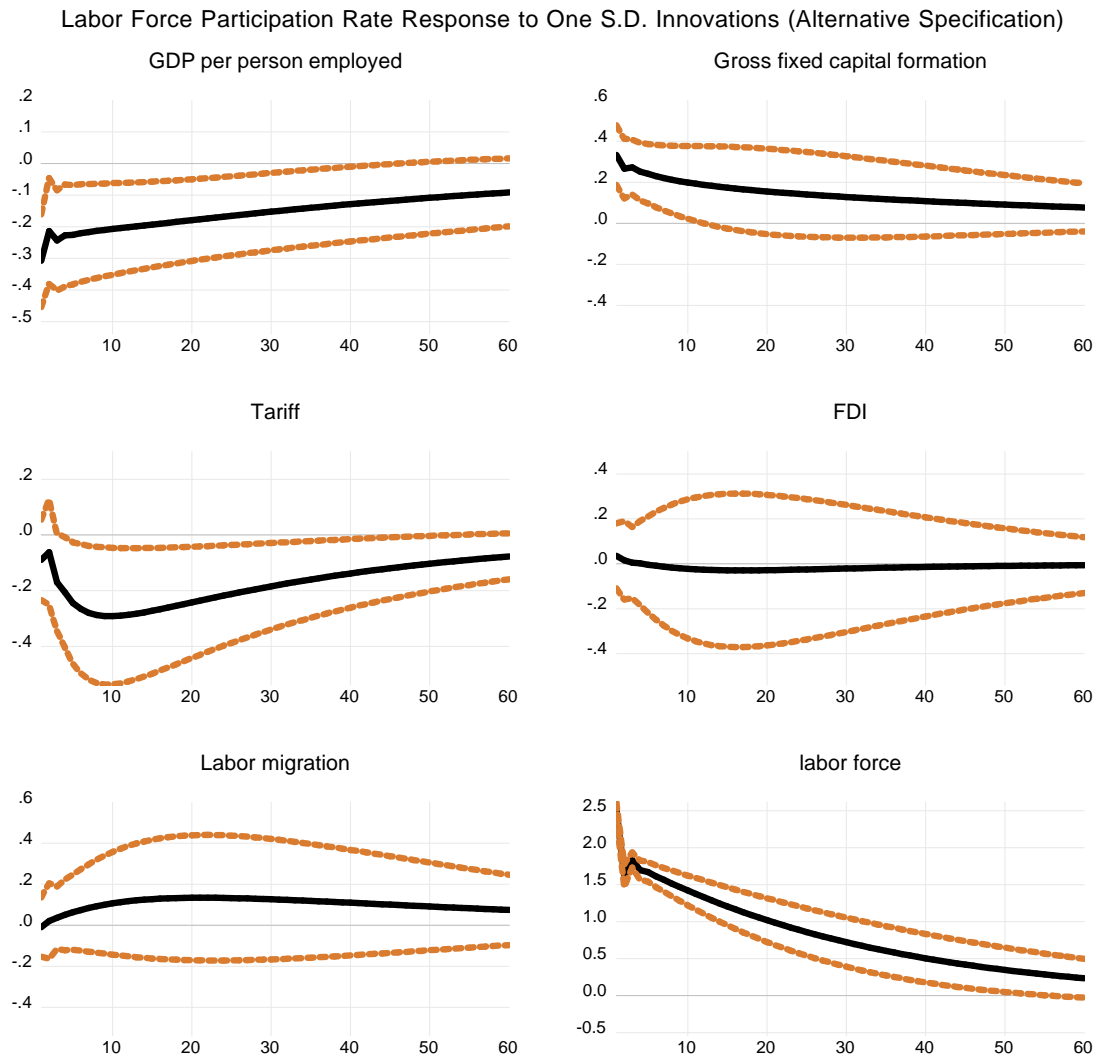 Labor Force Participation Rate Response to One S.D. Innovations (Alternative Specification)
GDP per person employed
.2
.1
.0
-.1
-.2
-.3
-.4
-.5
10 20 30 40 50 60
Gross fixed capital formation
.6
.4
.2
.0
-.2
-.4
10 20 30 40 50 60
Tariff
.2
.0
-.2
-.4
10 20 30 40 50 60
FDI
.4
.2
.0
-.2
-.4
10 20 30 40 50 60
Labor migration
.6
.4
.2
.0
-.2
-.4
10 20 30 40 50 60
labor force
2.5
2.0
1.5
1.0
0.5
0.0
-0.5
10 20 30 40 50 60